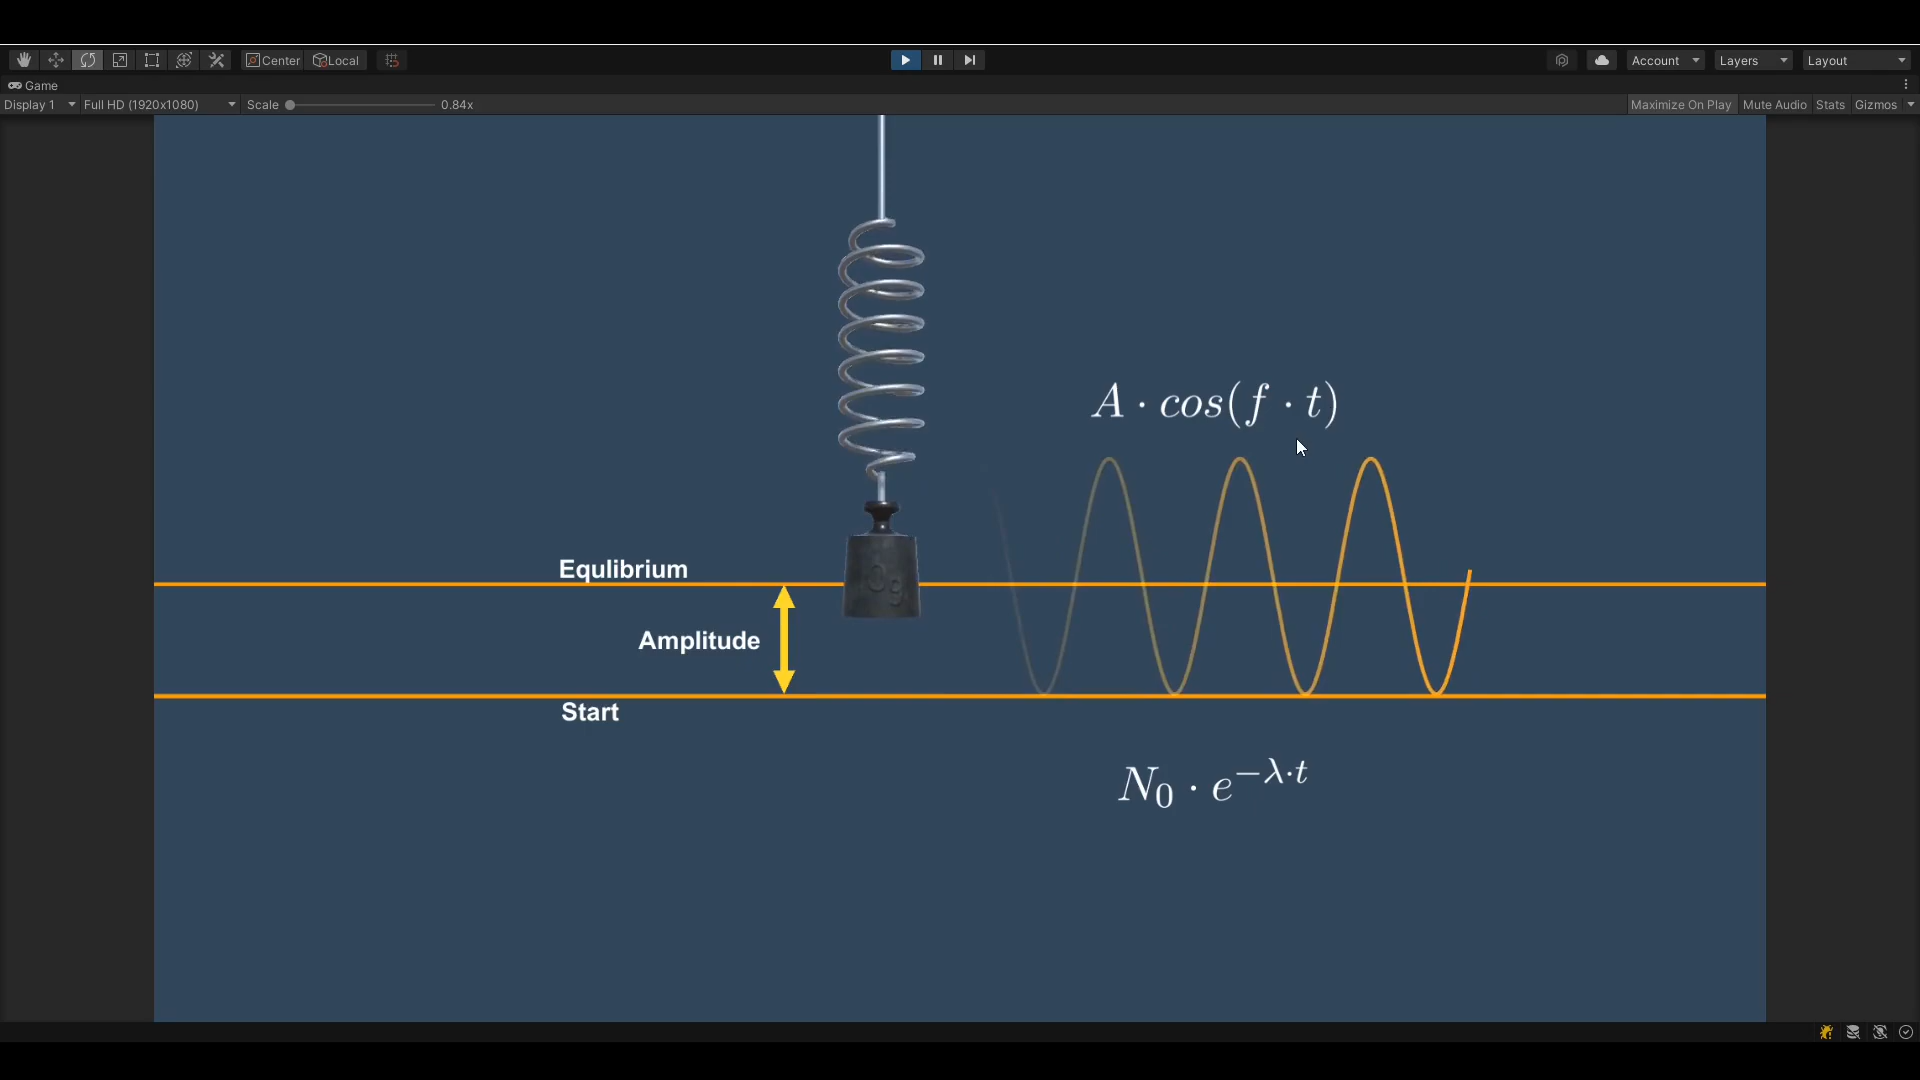 Center Local Account Layers Layout
Game
Display 1 Full HD (1920x1080) Scale 0.84x Maximize On Play Mute Audio Stats Gizmos
A · cos(f · t)
Equlibrium
Amplitude
Start
N₀ · e^{−λ·t}